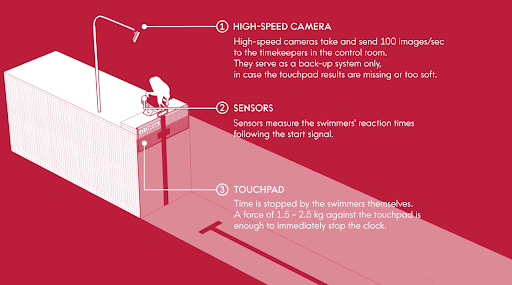 1 HIGH-SPEED CAMERA
High-speed cameras take and send 100 images/sec
to the timekeepers in the control room.
They serve as a back-up system only,
in case the touchpad results are missing or too soft.
2 SENSORS
Sensors measure the swimmers' reaction times
following the start signal.
3 TOUCHPAD
Time is stopped by the swimmers themselves.
A force of 1.5 – 2.5 kg against the touchpad is
enough to immediately stop the clock.